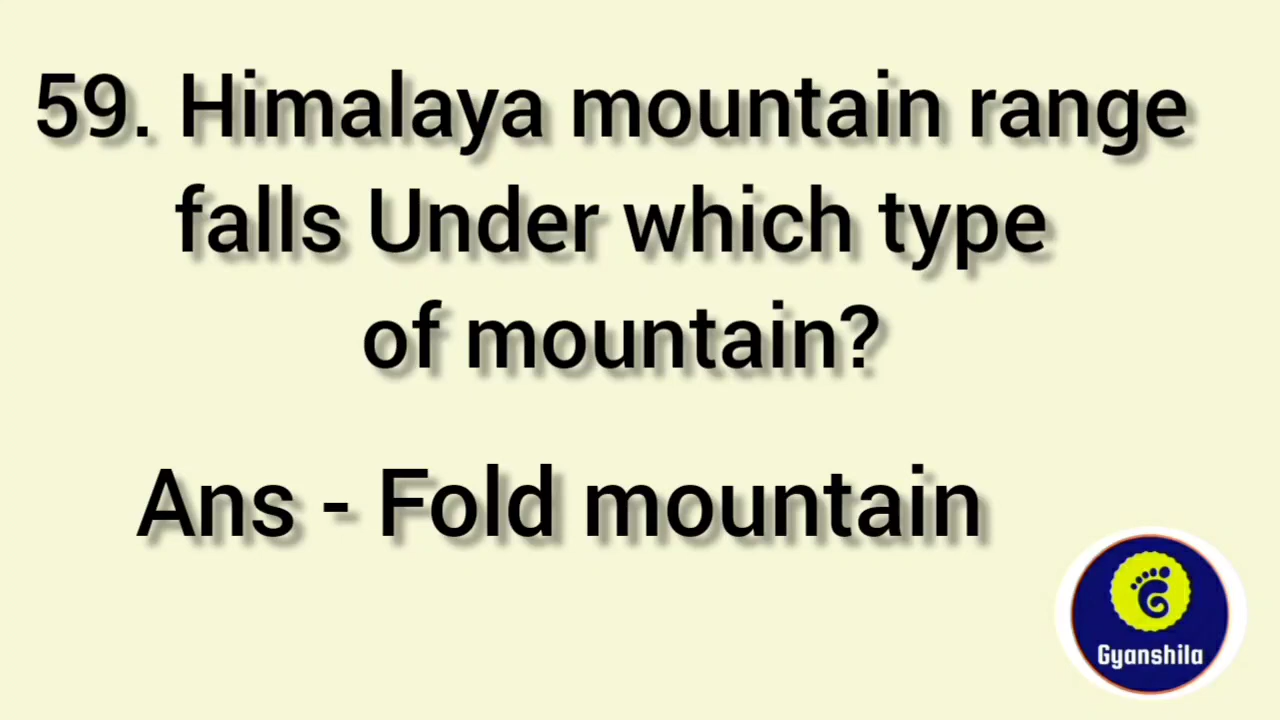 59. Himalaya mountain range
falls Under which type
of mountain?
Ans - Fold mountain
Gyanshila